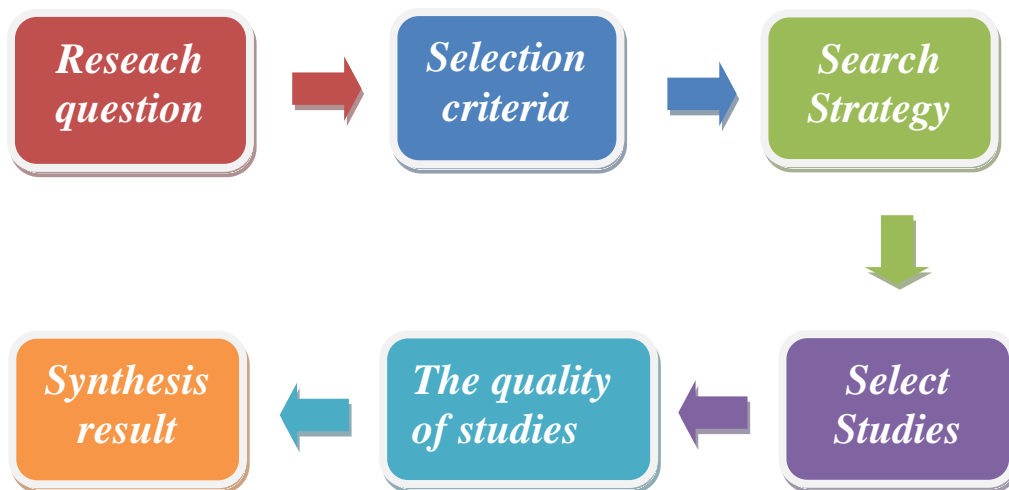 Reseach
question
Selection
criteria
Search
Strategy
Select
Studies
The quality
of studies
Synthesis
result